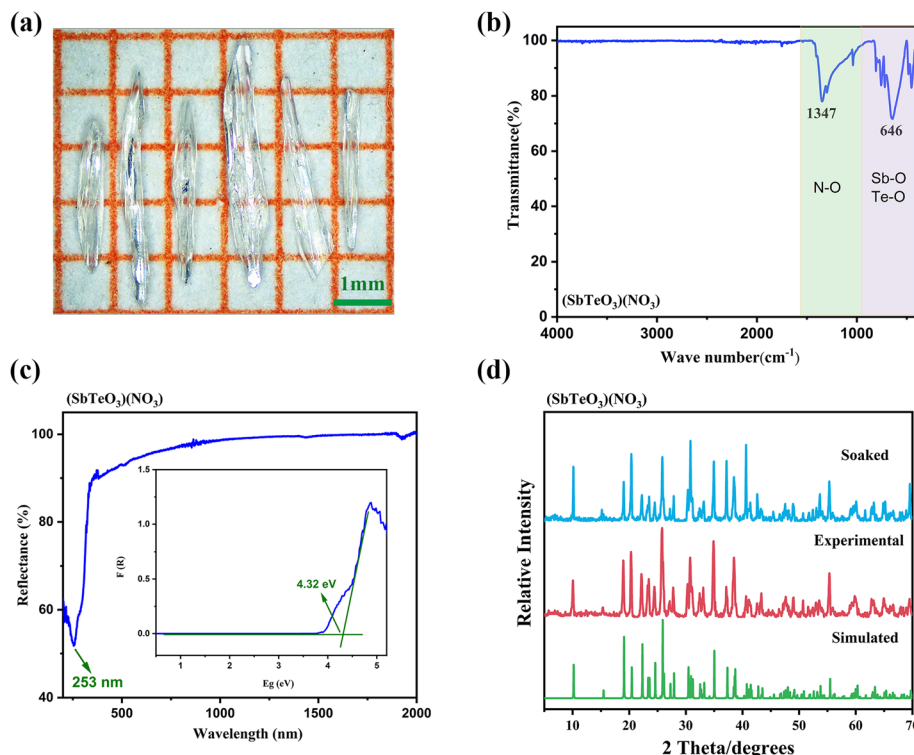 (a)
1mm
(b)
100
80
60
40
20
0
Transmittance(%)
1347
646
N-O
Sb-O
Te-O
(SbTeO₃)(NO₃)
4000
3000
2000
1000
Wave number(cm⁻¹)
(c)
(SbTeO₃)(NO₃)
100
80
60
40
Reflectance (%)
253 nm
500
1000
1500
2000
Wavelength (nm)
1.5
1.0
0.5
0.0
F (R)
4.32 eV
1
2
3
4
5
Eg (eV)
(d)
(SbTeO₃)(NO₃)
Soaked
Experimental
Simulated
Relative Intensity
10
20
30
40
50
60
70
2 Theta/degrees